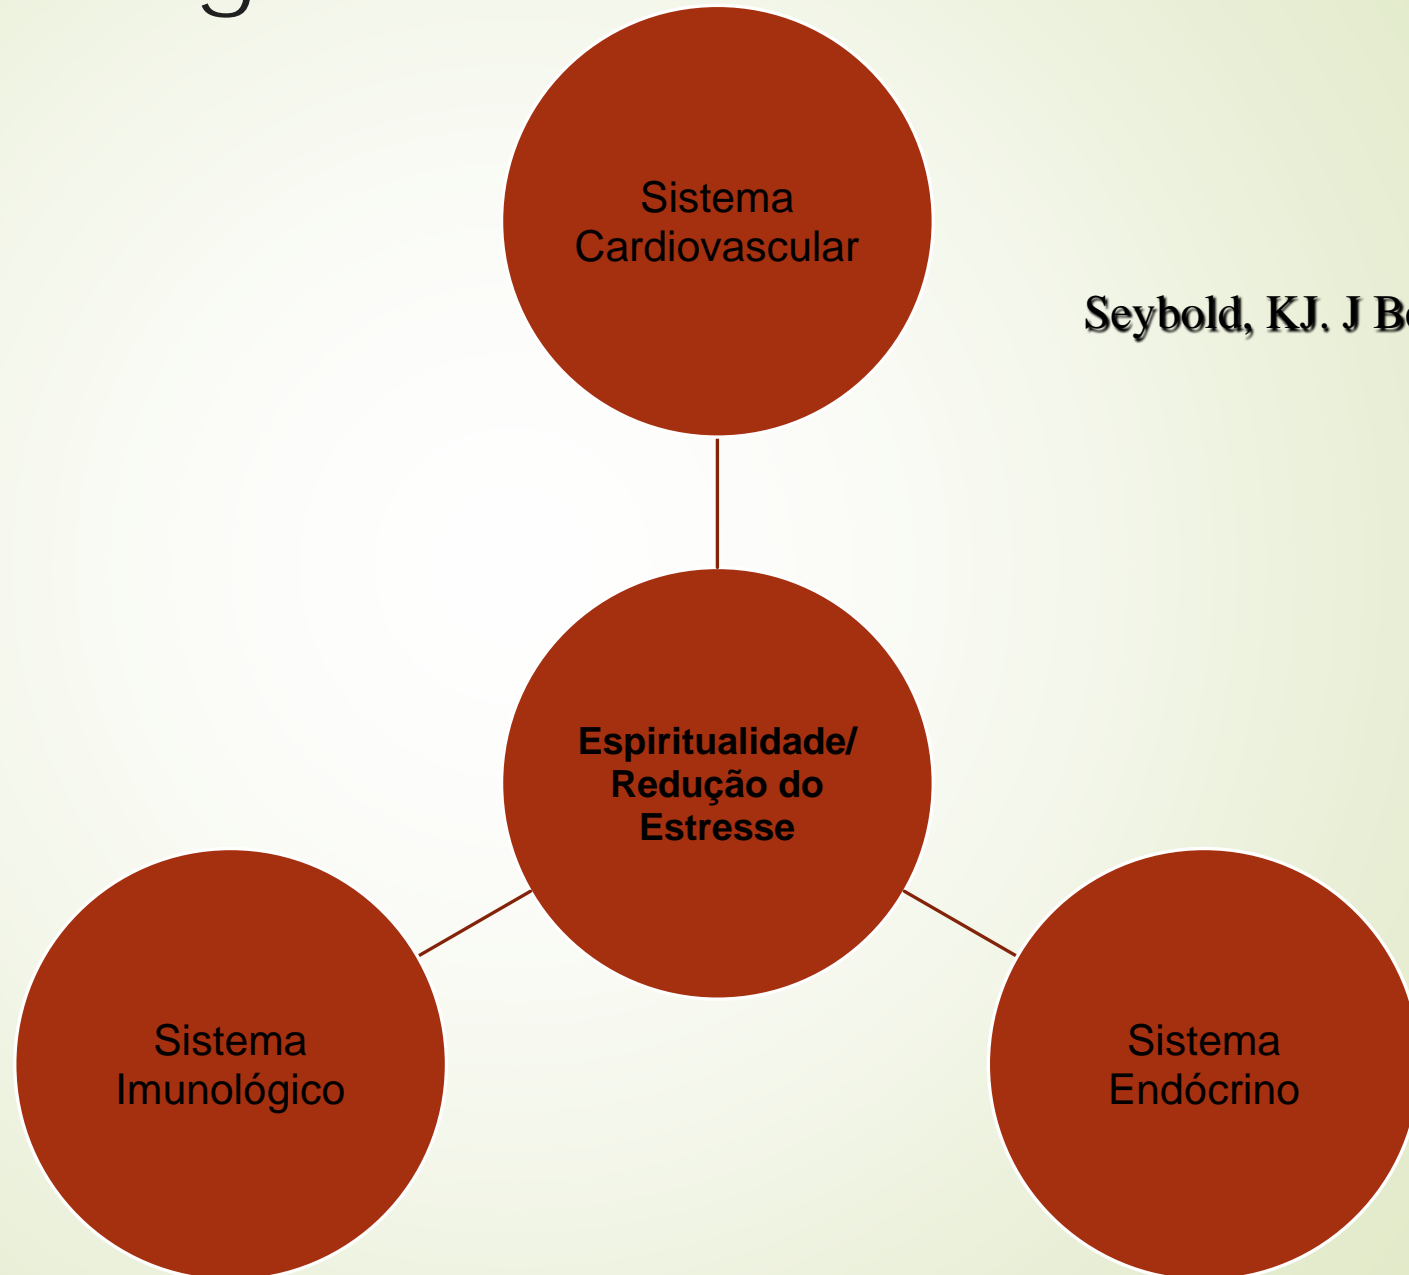 Sistema
Cardiovascular
Seybold, KJ. J
Espiritualidade/
Redução do
Estresse
Sistema
Imunológico
Sistema
Endócrino